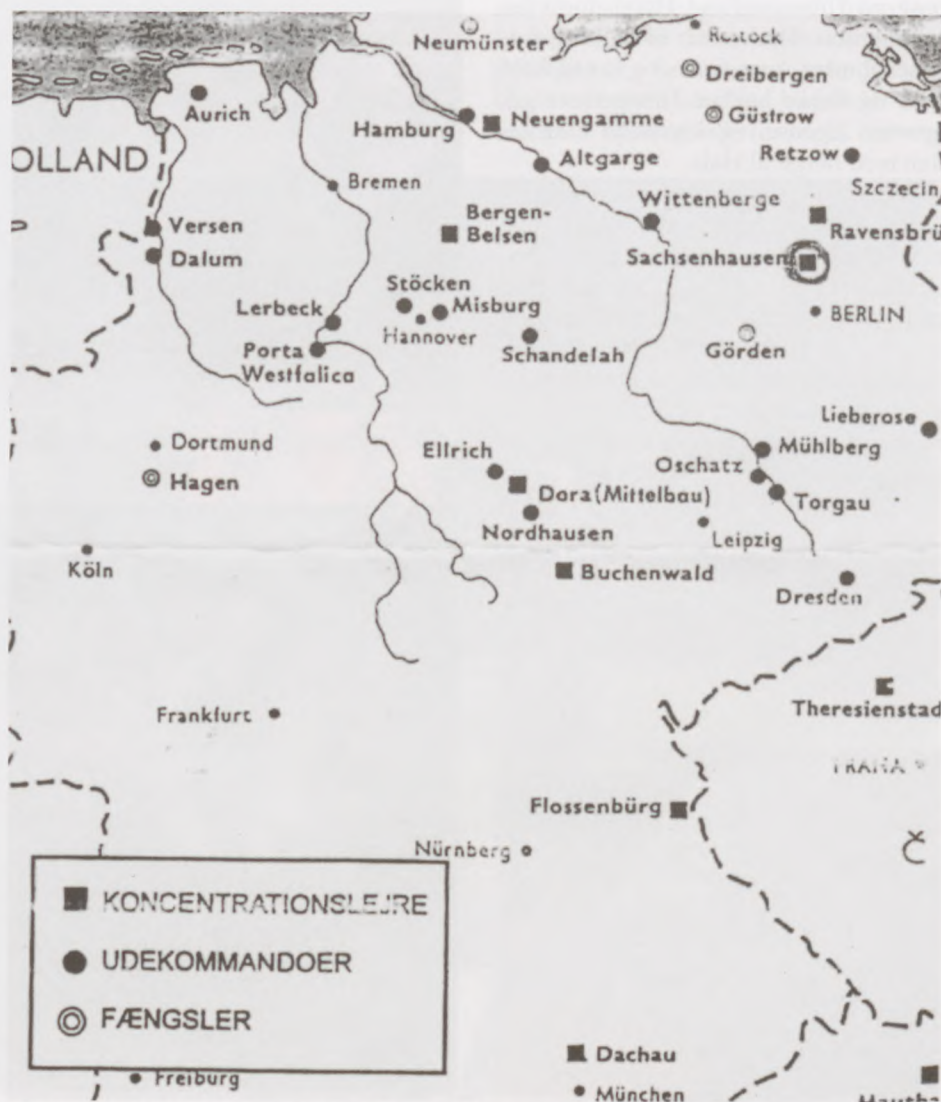 Neumünster
Rostock
Dreibergen
Aurich
Hamburg
Neuengamme
Güstrow
OLLAND
Altgarge
Retzow
Bremen
Szczecin
Versen
Bergen-
Belsen
Wittenberge
Ravensbrü
Dalum
Sachsenhausen
Stöcken
Misburg
Lerbeck
Hannover
BERLIN
Porta
Westfalica
Schandelah
Görden
Lieberose
Dortmund
Mühlberg
Hagen
Ellrich
Oschatz
Dora (Mittelbau)
Torgau
Nordhausen
Leipzig
Köln
Buchenwald
Dresden
Frankfurt
Theresienstad
PRAHA
Flossenbürg
Nürnberg
Č
KONCENTRATIONSLEJRE
UDEKOMMANDOER
FÆNGSLER
Dachau
Freiburg
München